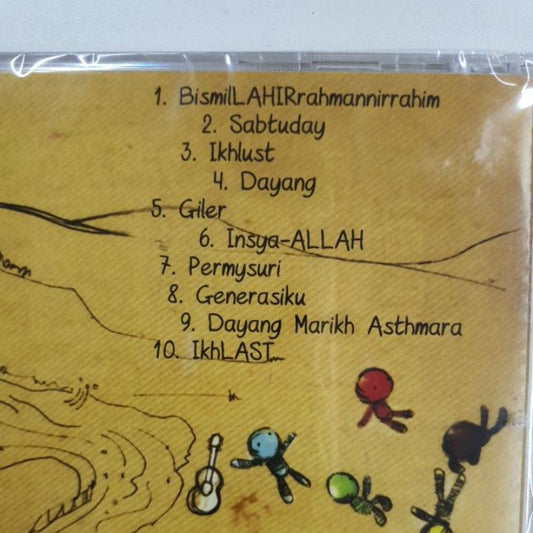 1. BismilLAHIRrahmannirrahim
2. Sabtuday
3. Ikhlust
4. Dayang
5. Giler
6. Insya-ALLAH
7. Permysuri
8. Generasiku
9. Dayang Marikh Asthmara
10. IkhLAST